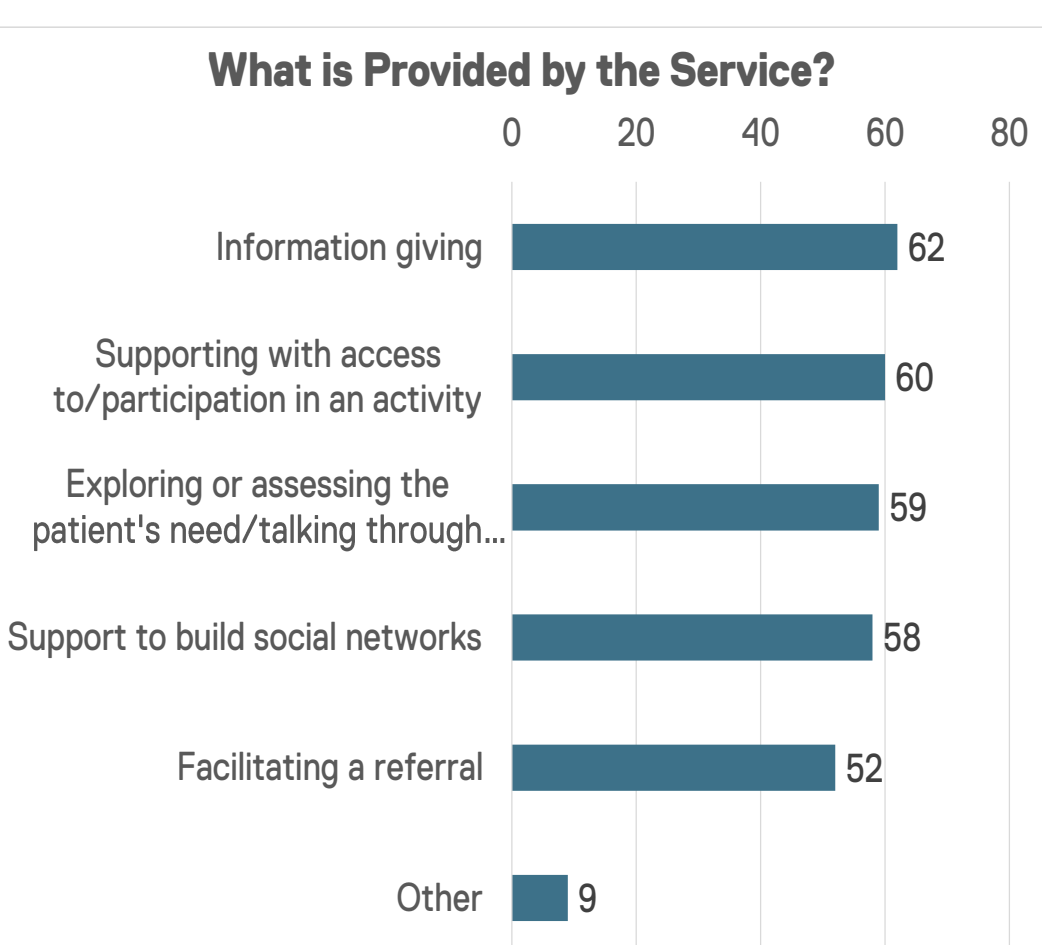 What is Provided by the Service?
0 20 40 60 80
Information giving 62
Supporting with access
to/participation in an activity 60
Exploring or assessing the
patient's need/talking through... 59
Support to build social networks 58
Facilitating a referral 52
Other 9